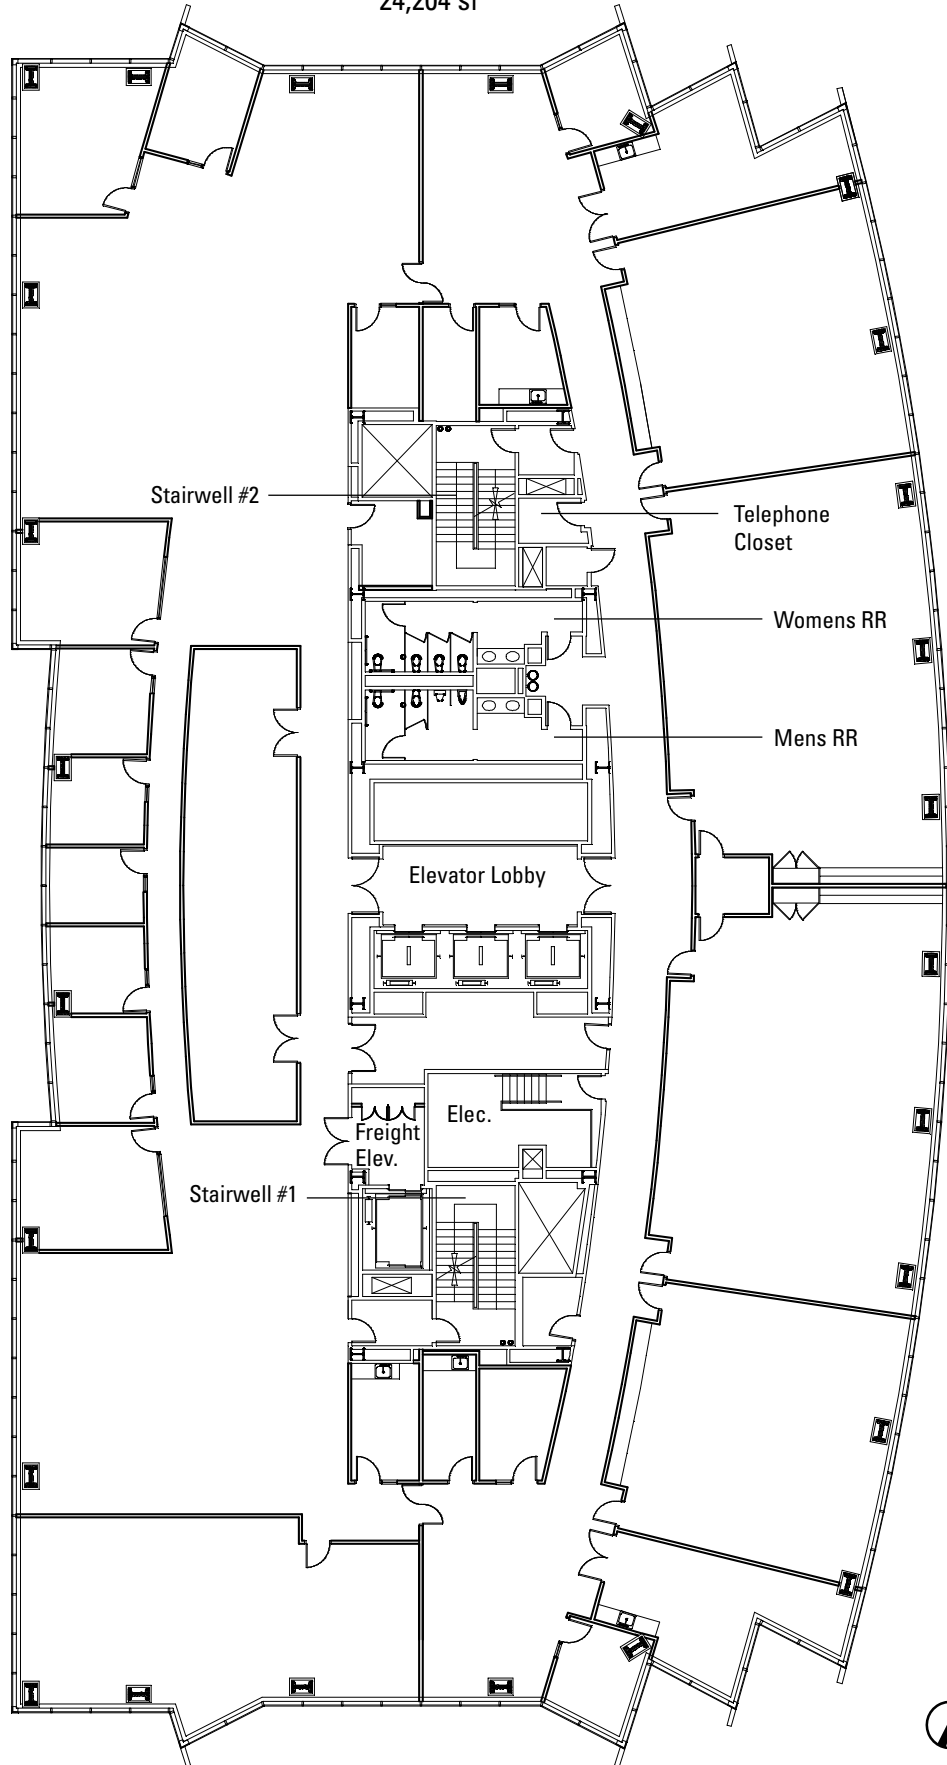 24,204 sf
Stairwell #2
Telephone
Closet
Womens RR
Mens RR
Elevator Lobby
Elec.
Freight
Elev.
Stairwell #1